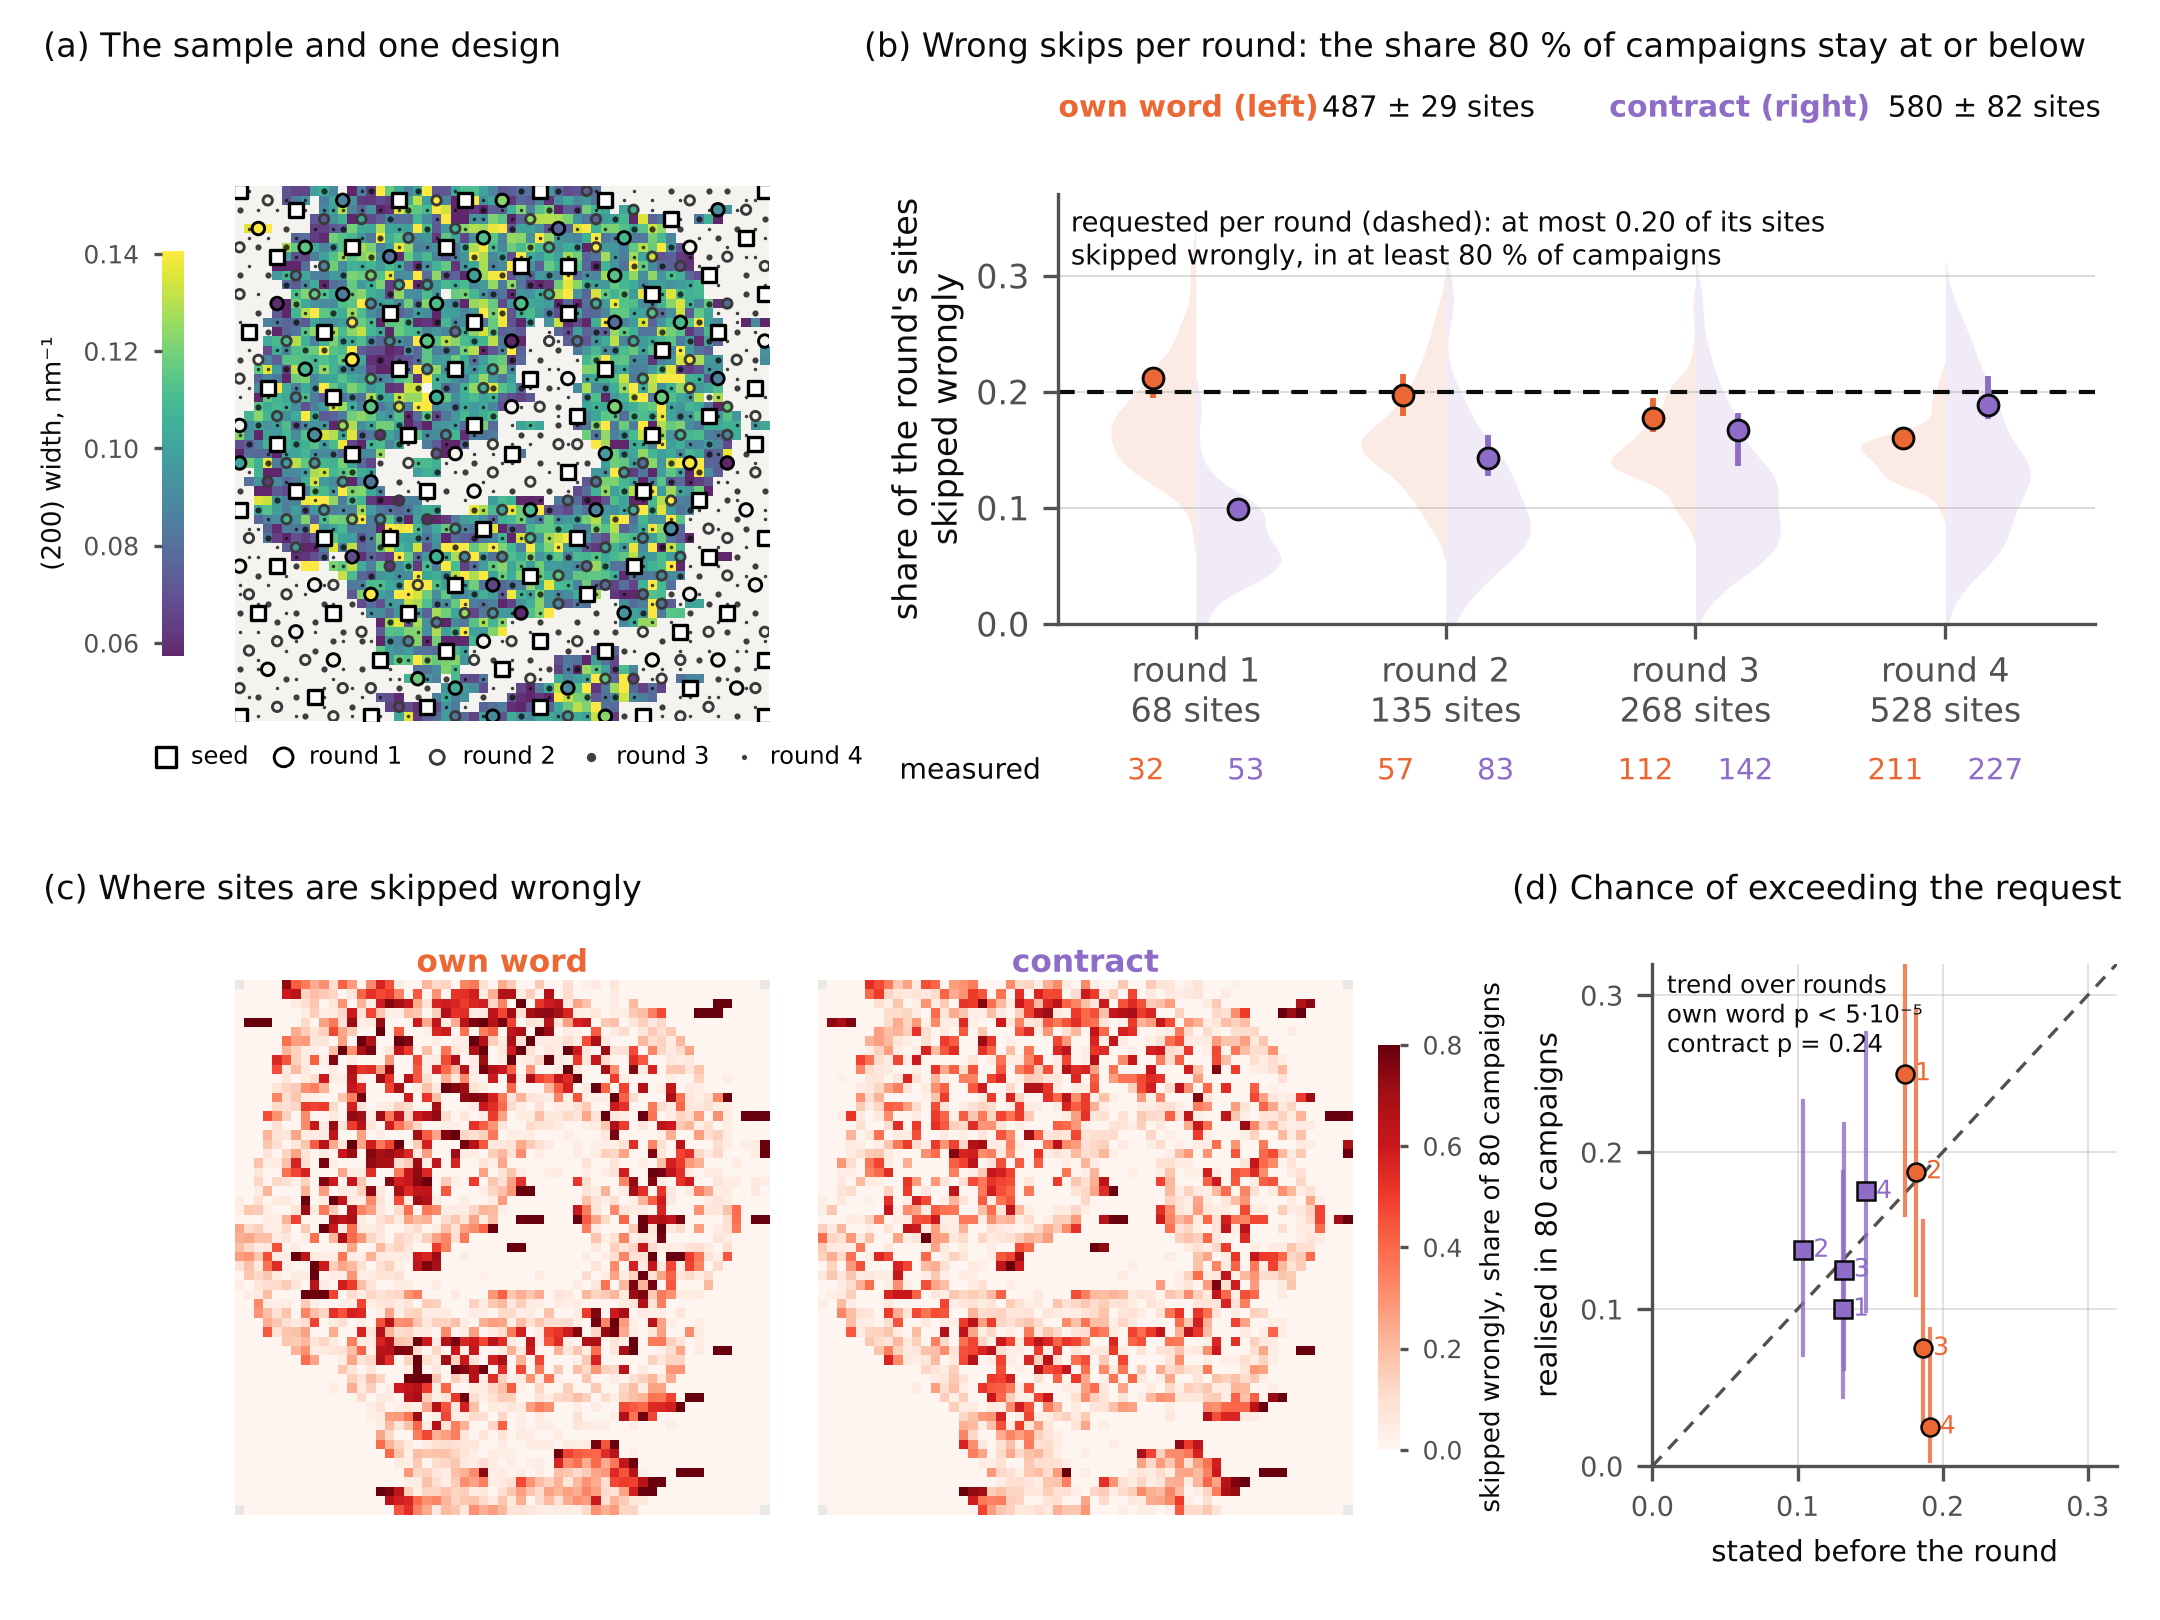 (a) The sample and one design
(200) width, nm⁻¹
0.14
0.12
0.10
0.08
0.06
seed
round 1
round 2
round 3
round 4
(b) Wrong skips per round: the share 80 % of campaigns stay at or below
own word (left) 487 ± 29 sites
contract (right) 580 ± 82 sites
requested per round (dashed): at most 0.20 of its sites
skipped wrongly, in at least 80 % of campaigns
share of the round's sites
skipped wrongly
0.3
0.2
0.1
0.0
round 1
68 sites
round 2
135 sites
round 3
268 sites
round 4
528 sites
measured
32
53
57
83
112
142
211
227
(c) Where sites are skipped wrongly
own word
contract
0.8
0.6
0.4
0.2
0.0
skipped wrongly, share of 80 campaigns
(d) Chance of exceeding the request
trend over rounds
own word p < 5·10⁻⁵
contract p = 0.24
realised in 80 campaigns
0.3
0.2
0.1
0.0
1
2
3
4
4
2
3
1
0.0
0.1
0.2
0.3
stated before the round